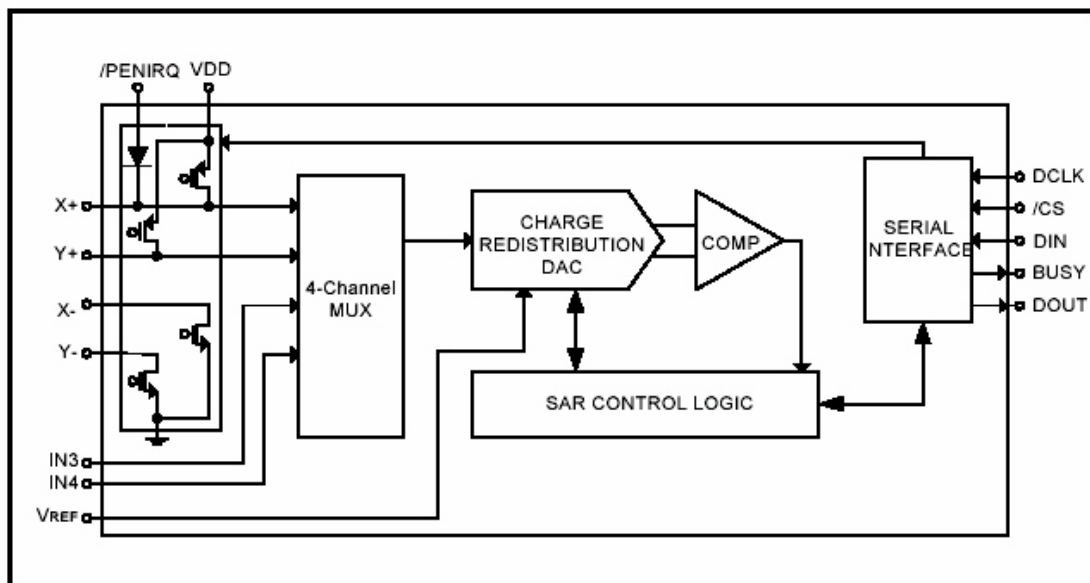 /PENIRQ VDD
X+
Y+
X-
Y-
IN3
IN4
VREF
4-Channel
MUX
CHARGE
REDISTRIBUTION
DAC
COMP
SAR CONTROL LOGIC
SERIAL
NTERFACE
DCLK
/CS
DIN
BUSY
DOUT